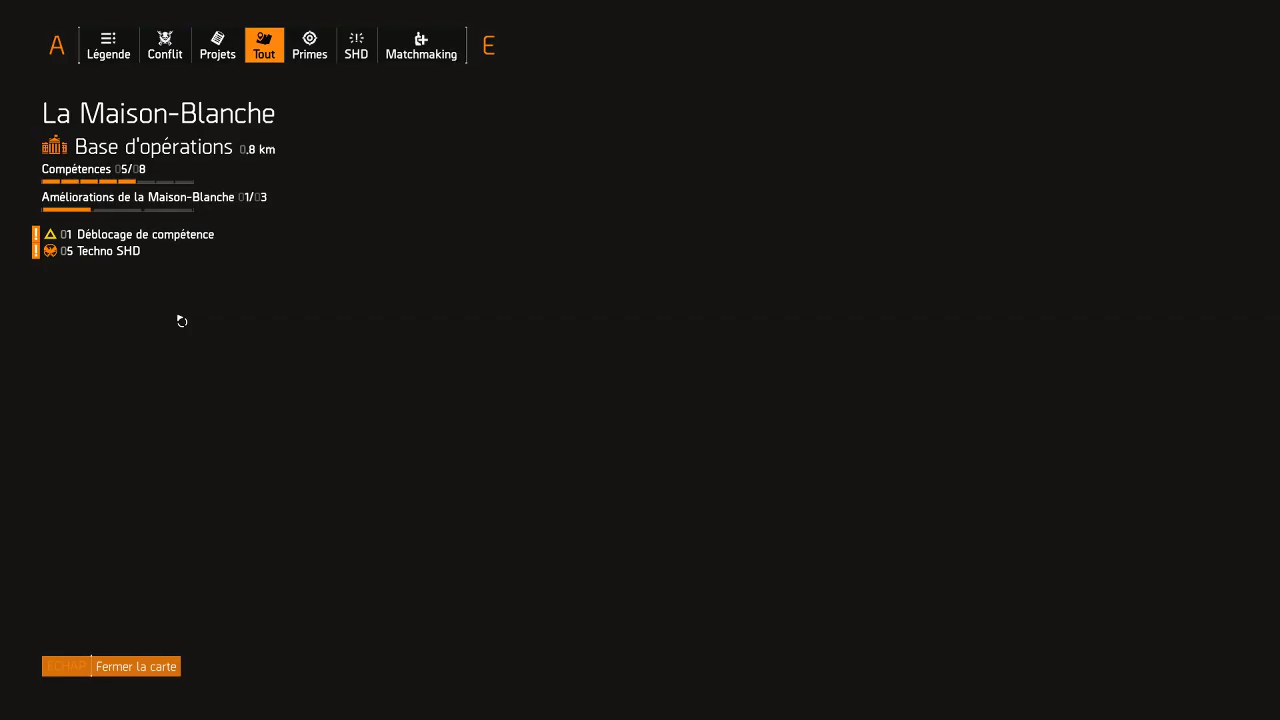 A
Légende
Conflit
Projets
Tout
Primes
SHD
Matchmaking
E
La Maison-Blanche
Base d'opérations 0.8 km
Compétences 05/08
Améliorations de la Maison-Blanche 01/03
01 Déblocage de compétence
05 Techno SHD
ECHAP Fermer la carte